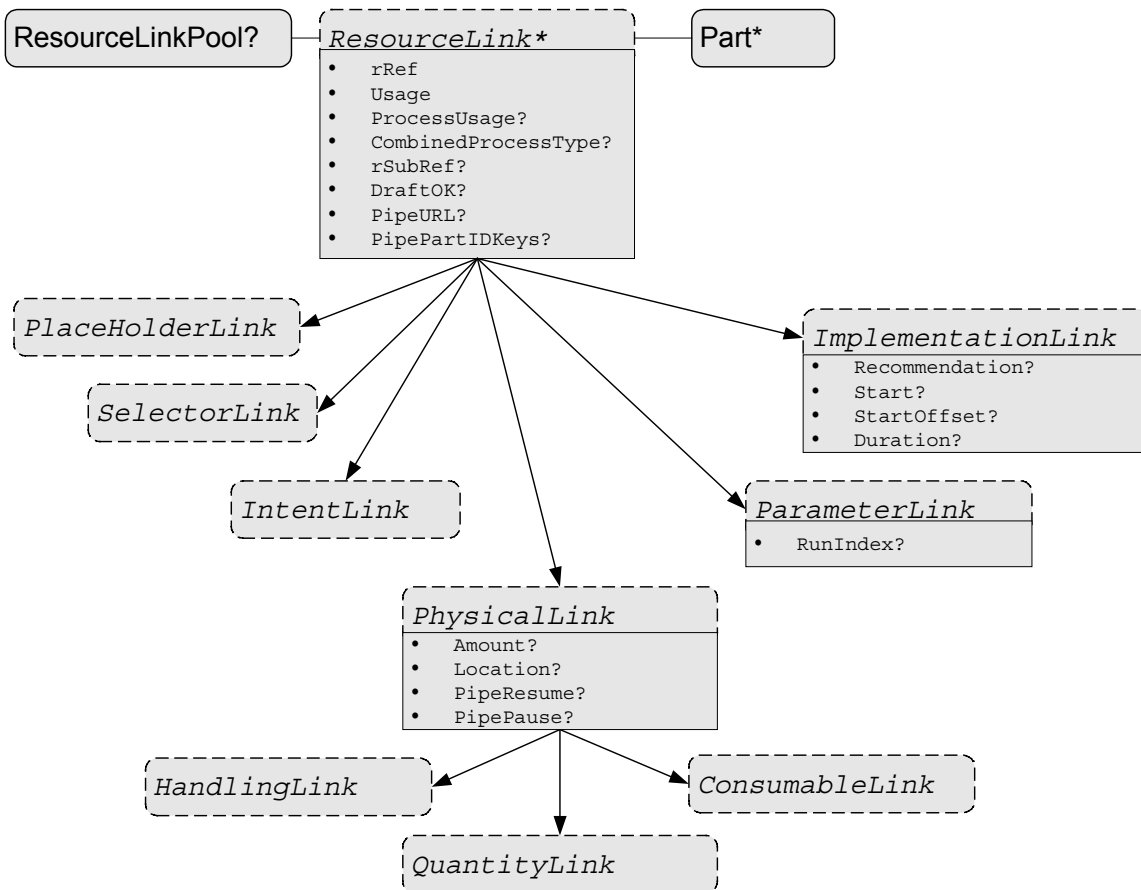 ResourceLinkPool?
ResourceLink*
Part*
• rRef
• Usage
• ProcessUsage?
• CombinedProcessType?
• rSubRef?
• DraftOK?
• PipeURL?
• PipePartIDKeys?
PlaceHolderLink
ImplementationLink
• Recommendation?
• Start?
• StartOffset?
• Duration?
SelectorLink
IntentLink
ParameterLink
• RunIndex?
PhysicalLink
• Amount?
• Location?
• PipeResume?
• PipePause?
HandlingLink
ConsumableLink
QuantityLink